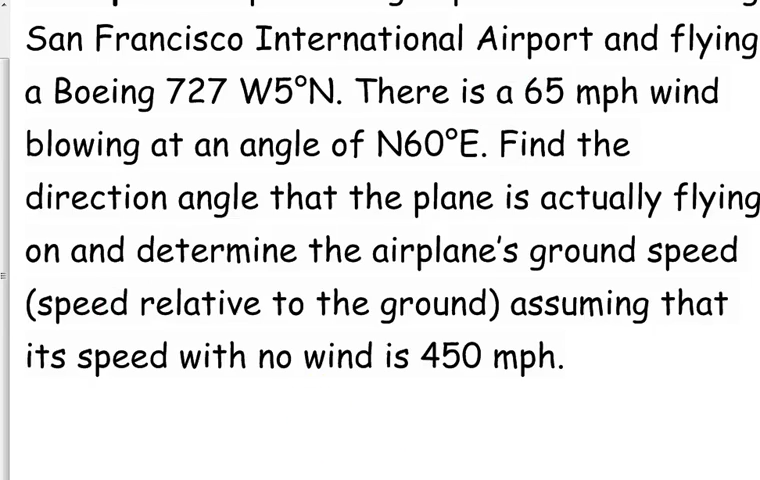 San Francisco International Airport and flying
a Boeing 727 W5°N. There is a 65 mph wind
blowing at an angle of N60°E. Find the
direction angle that the plane is actually flying
on and determine the airplane's ground speed
(speed relative to the ground) assuming that
its speed with no wind is 450 mph.